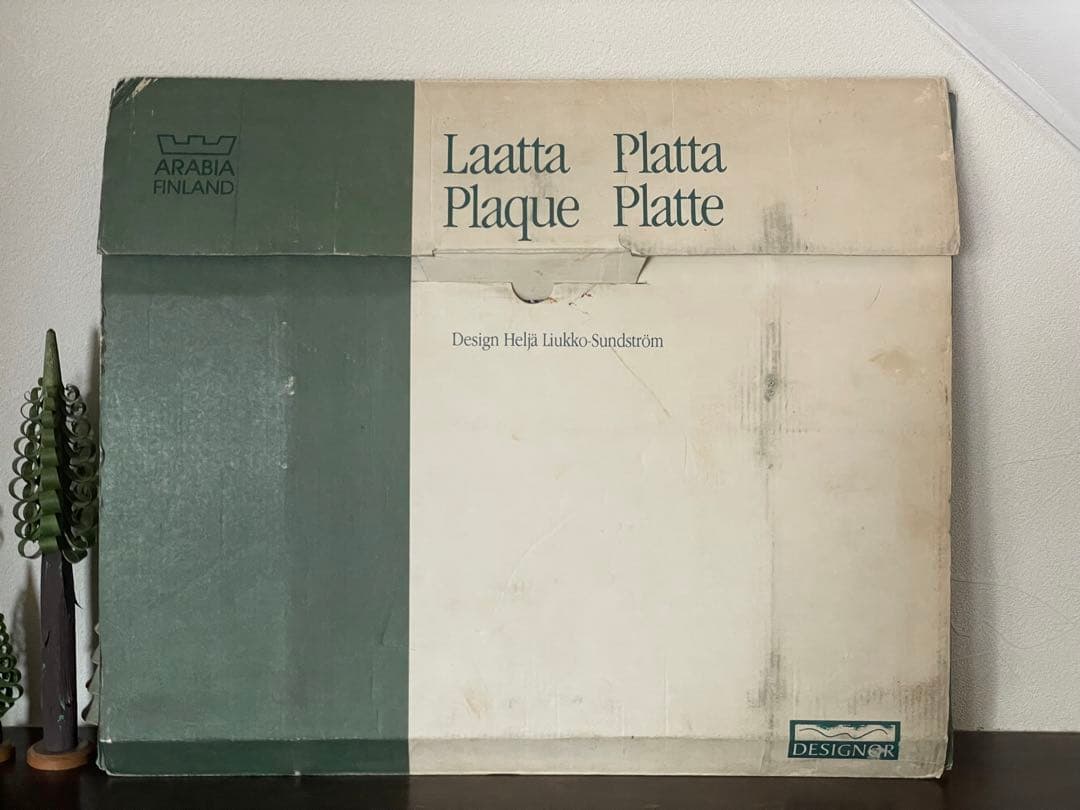 ARABIA
FINLAND
Laatta Platta
Plaque Platte
Design Heljä Liukko-Sundström
DESIGNOR